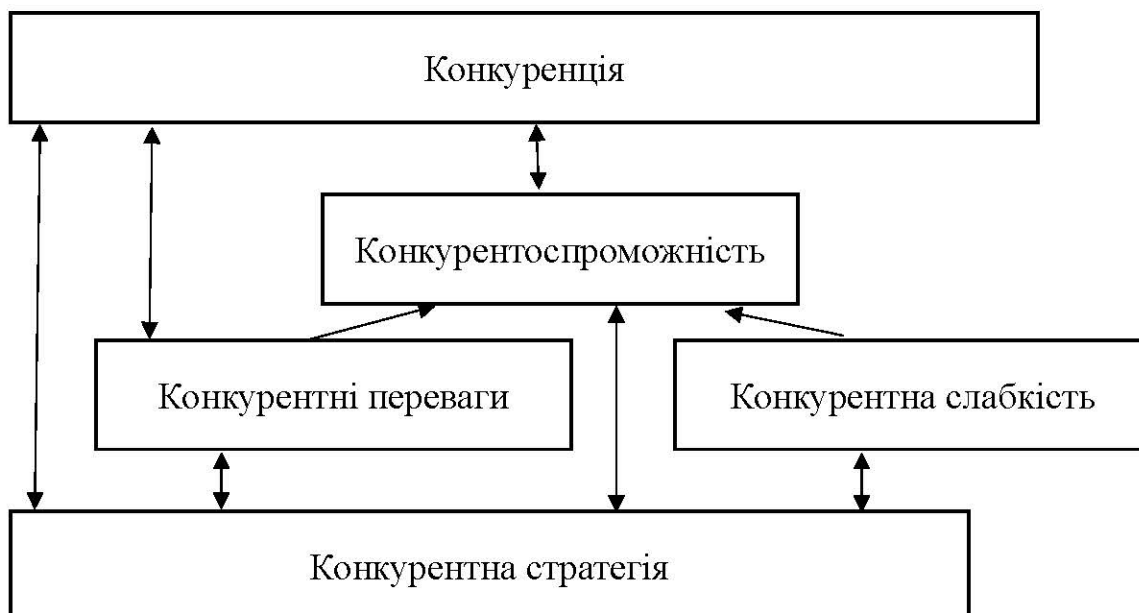 Конкуренція
Конкурентоспроможність
Конкурентні переваги
Конкурентна слабкість
Конкурентна стратегія